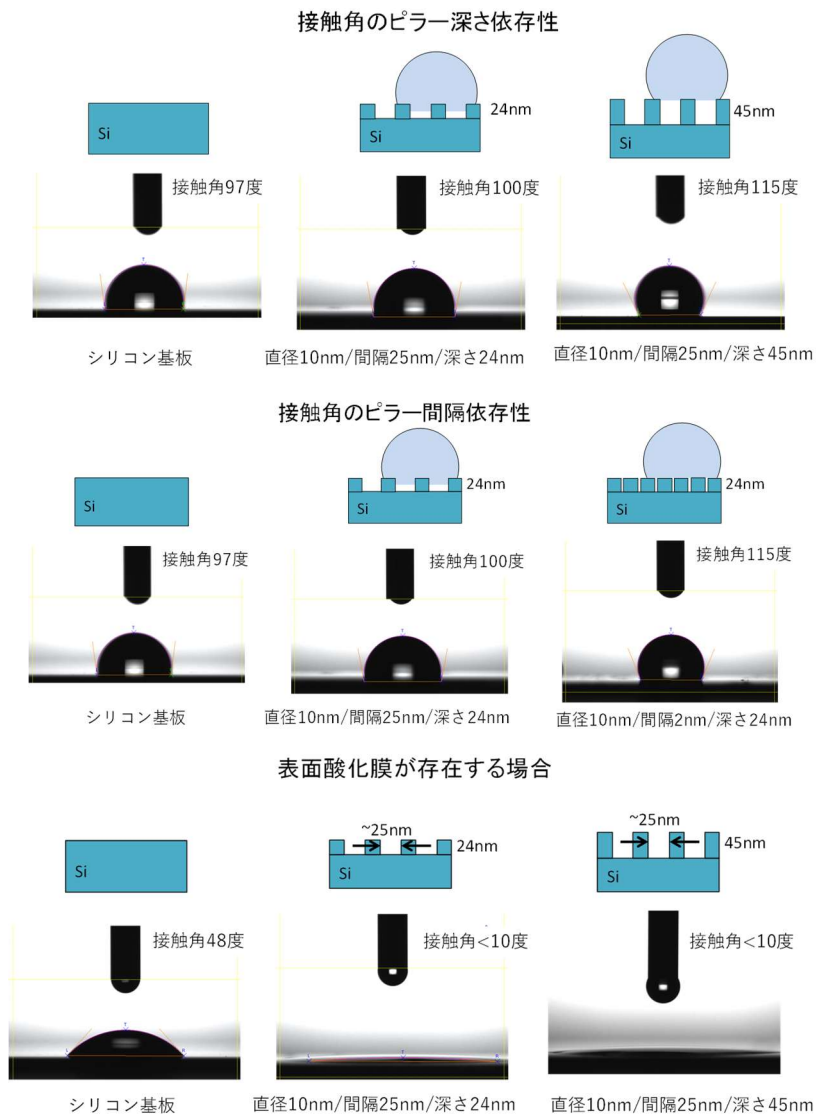 接触角のピラー深さ依存性
Si
24nm
Si
45nm
Si
接触角97度
接触角100度
接触角115度
シリコン基板
直径10nm/間隔25nm/深さ24nm
直径10nm/間隔25nm/深さ45nm
接触角のピラー間隔依存性
Si
24nm
Si
24nm
Si
接触角97度
接触角100度
接触角115度
シリコン基板
直径10nm/間隔25nm/深さ24nm
直径10nm/間隔2nm/深さ24nm
表面酸化膜が存在する場合
Si
~25nm
24nm
Si
~25nm
45nm
Si
接触角48度
接触角<10度
接触角<10度
シリコン基板
直径10nm/間隔25nm/深さ24nm
直径10nm/間隔25nm/深さ45nm